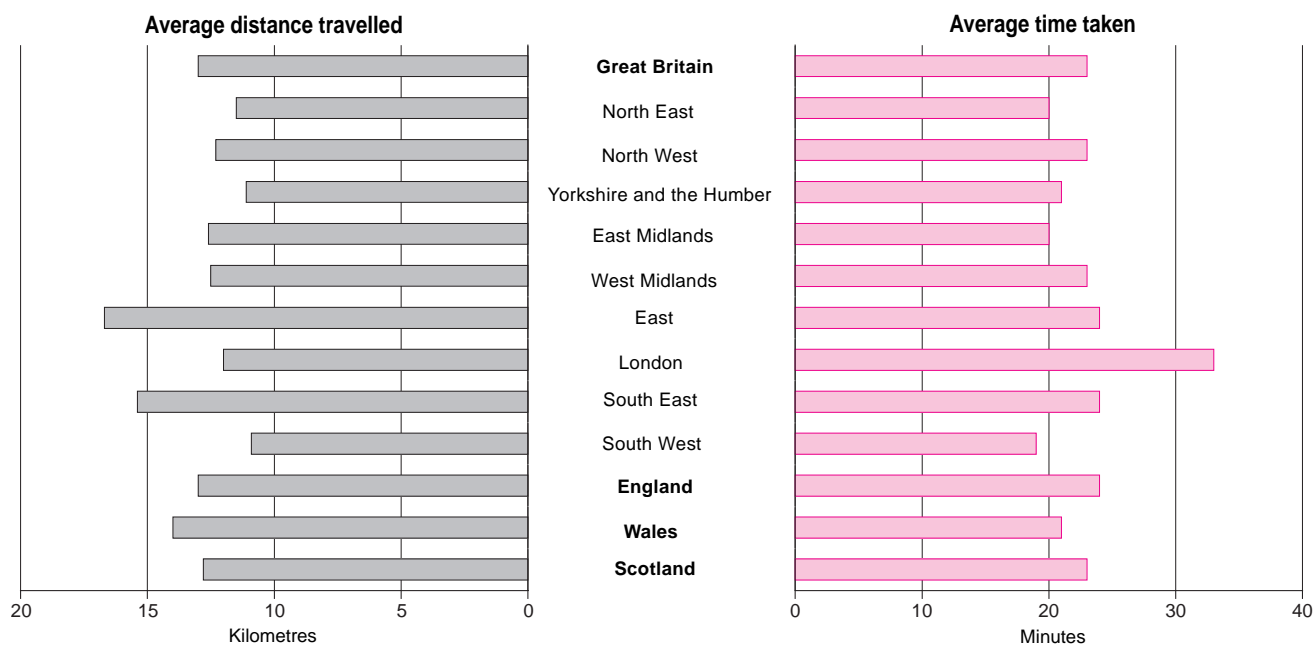 Average distance travelled
Average time taken
Great Britain
North East
North West
Yorkshire and the Humber
East Midlands
West Midlands
East
London
South East
South West
England
Wales
Scotland
20 15 10 5 0
Kilometres
0 10 20 30 40
Minutes